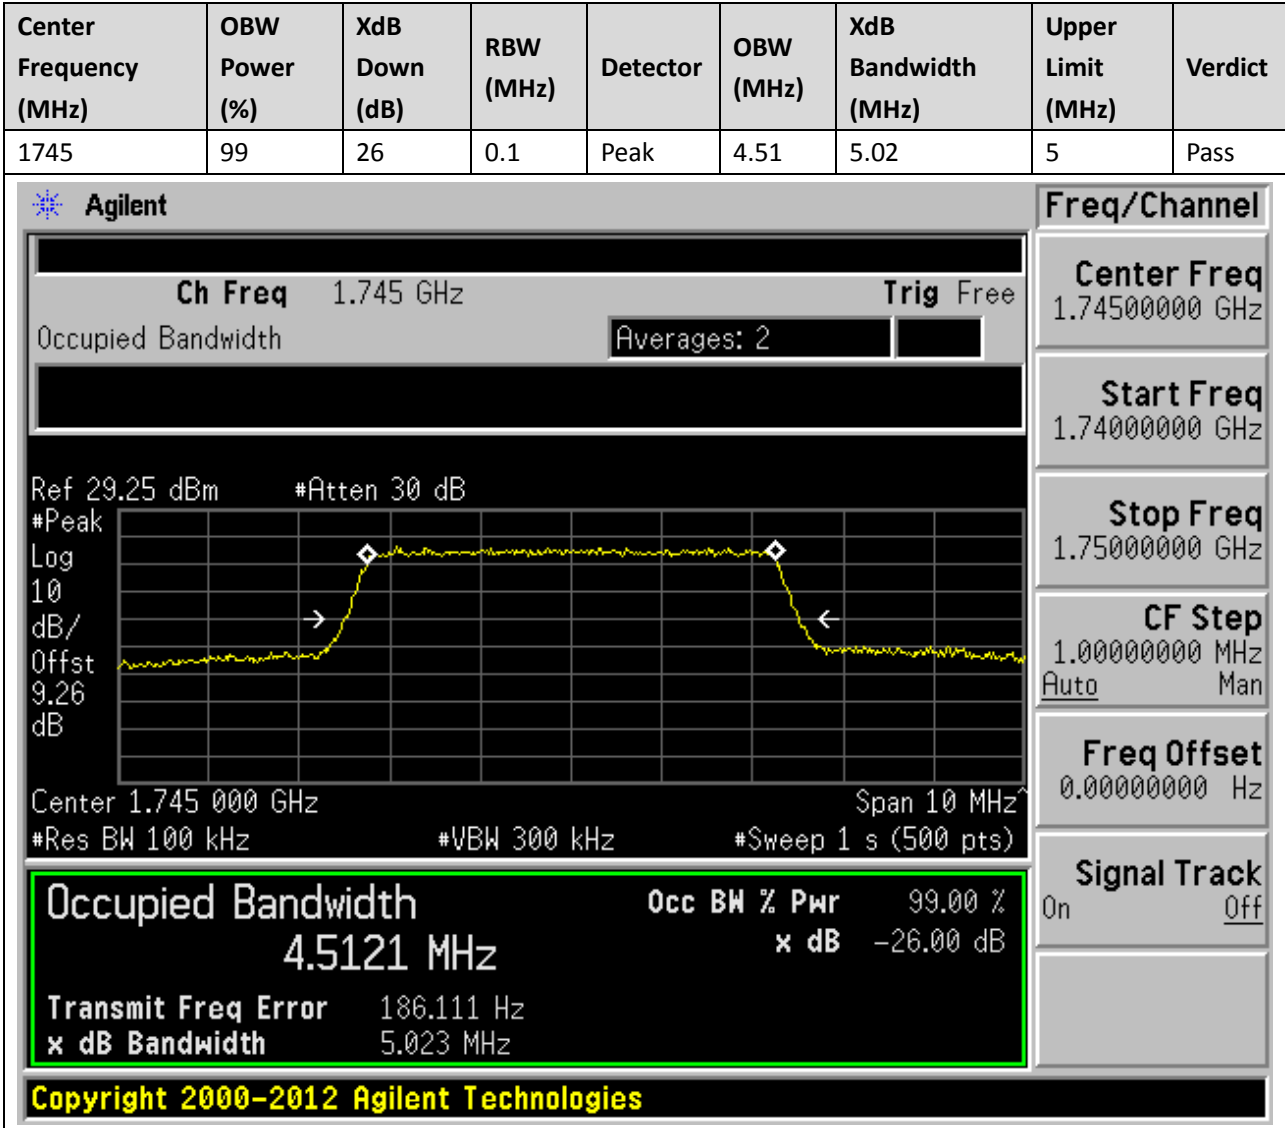 Center Frequency (MHz) OBW Power (%) XdB Down (dB) RBW (MHz) Detector OBW (MHz) XdB Bandwidth (MHz) Upper Limit (MHz) Verdict
1745 99 26 0.1 Peak 4.51 5.02 5 Pass
Agilent
Freq/Channel
Ch Freq 1.745 GHz Trig Free
Occupied Bandwidth Averages: 2
Center Freq
1.74500000 GHz
Start Freq
1.74000000 GHz
Stop Freq
1.75000000 GHz
CF Step
1.00000000 MHz
Auto Man
Freq Offset
0.00000000 Hz
Signal Track
On Off
Ref 29.25 dBm #Atten 30 dB
#Peak
Log
10
dB/
Offst
9.26
dB
Center 1.745 000 GHz Span 10 MHz^
#Res BW 100 kHz #VBW 300 kHz #Sweep 1 s (500 pts)
Occupied Bandwidth Occ BW % Pwr 99.00 %
4.5121 MHz x dB -26.00 dB
Transmit Freq Error 186.111 Hz
x dB Bandwidth 5.023 MHz
Copyright 2000-2012 Agilent Technologies